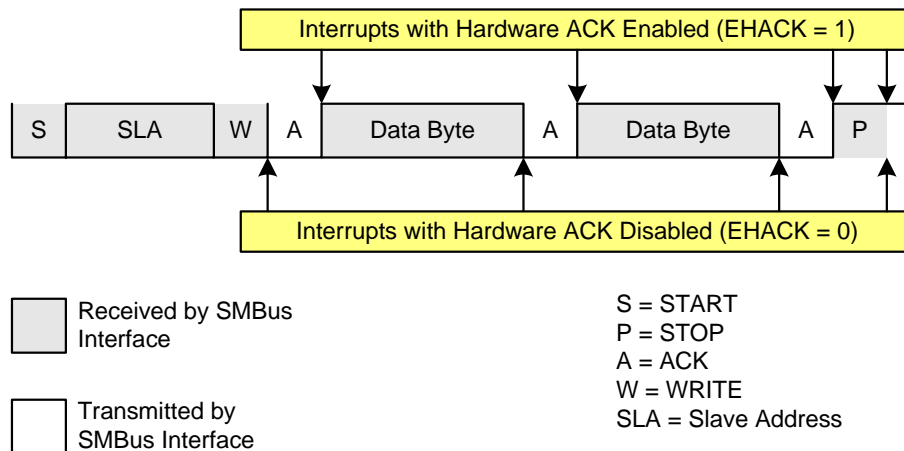 Interrupts with Hardware ACK Enabled (EHACK = 1)
S SLA W A Data Byte A Data Byte A P
Interrupts with Hardware ACK Disabled (EHACK = 0)
Received by SMBus
Interface
Transmitted by
SMBus Interface
S = START
P = STOP
A = ACK
W = WRITE
SLA = Slave Address